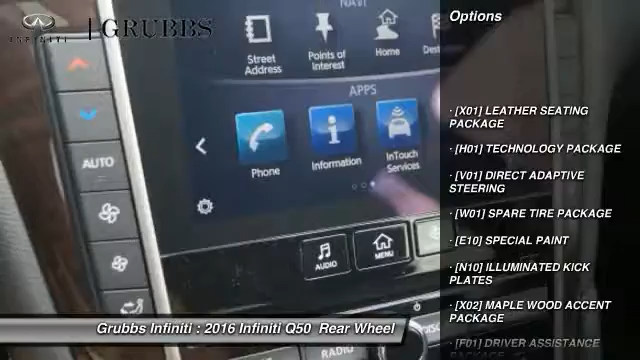 INFINITI
GRUBBS
NAVI
Street
Address
Points of
Interest
Home
APPS
Phone
Information
InTouch
Services
AUTO
AUDIO
MENU
RADIO
Grubbs Infiniti : 2016 Infiniti Q50 Rear Wheel
Options
· [X01] LEATHER SEATING
PACKAGE
· [H01] TECHNOLOGY PACKAGE
· [V01] DIRECT ADAPTIVE
STEERING
· [W01] SPARE TIRE PACKAGE
· [E10] SPECIAL PAINT
· [N10] ILLUMINATED KICK
PLATES
· [X02] MAPLE WOOD ACCENT
PACKAGE
· [F01] DRIVER ASSISTANCE